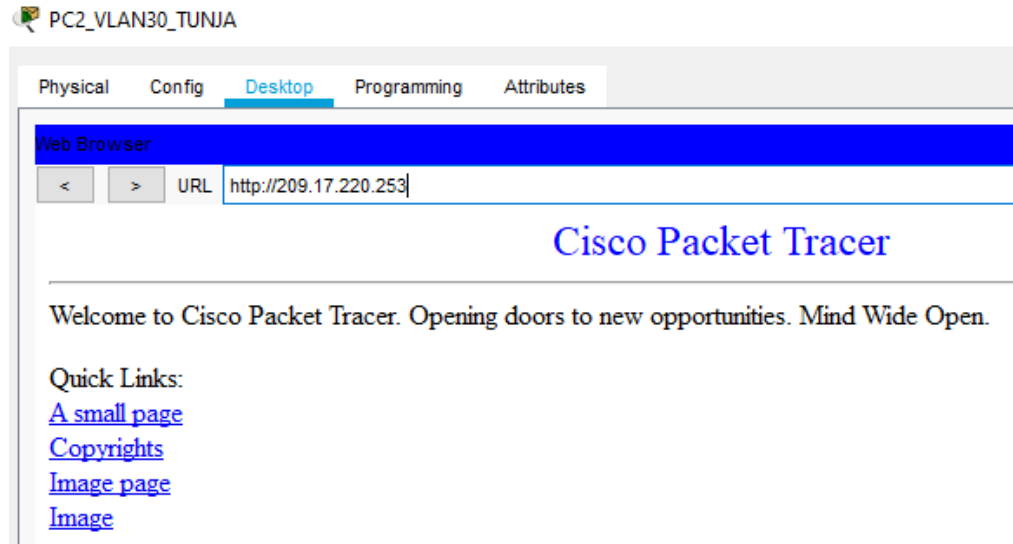 PC2_VLAN30_TUNJA
Physical Config Desktop Programming Attributes
Web Browser
< > URL http://209.17.220.253
Cisco Packet Tracer
Welcome to Cisco Packet Tracer. Opening doors to new opportunities. Mind Wide Open.
Quick Links:
A small page
Copyrights
Image page
Image